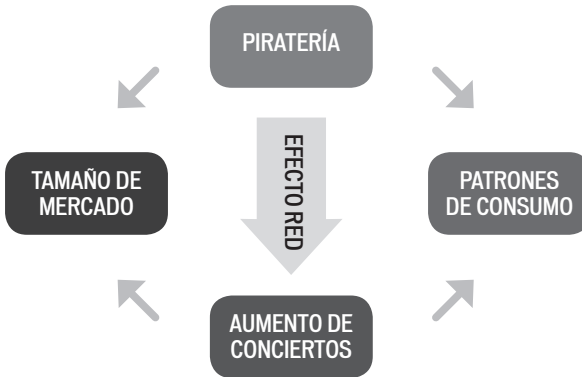 PIRATERÍA
EFECTO RED
TAMAÑO DE
MERCADO
PATRONES
DE CONSUMO
AUMENTO DE
CONCIERTOS